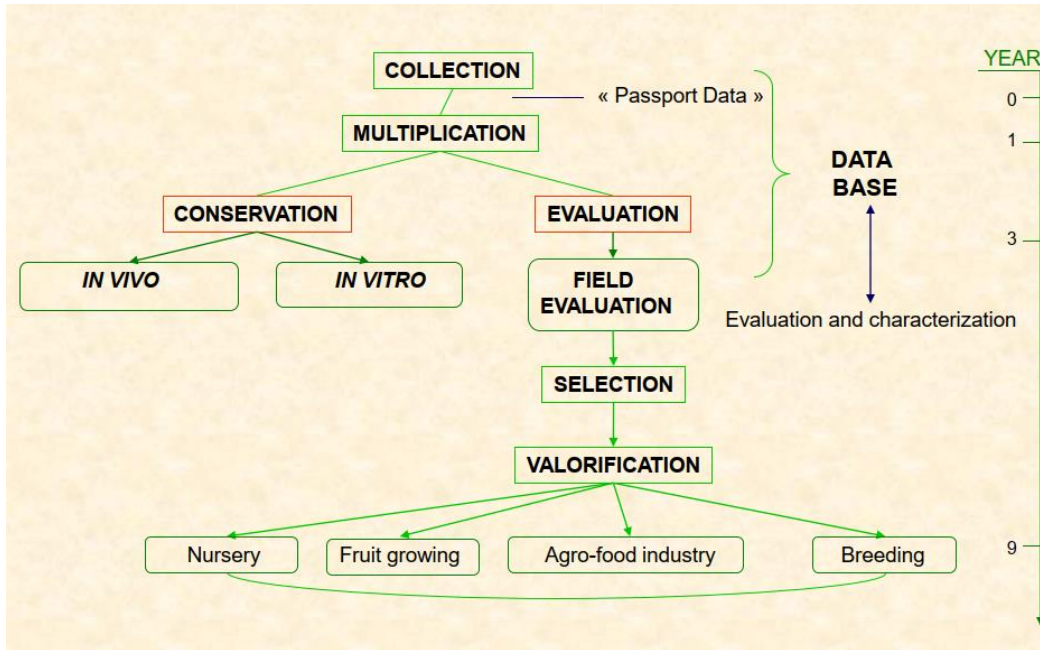 YEAR
COLLECTION
« Passport Data »
0
MULTIPLICATION
1
DATA
BASE
CONSERVATION
EVALUATION
3
IN VIVO
IN VITRO
FIELD
EVALUATION
Evaluation and characterization
SELECTION
VALORIFICATION
Nursery
Fruit growing
Agro-food industry
Breeding
9